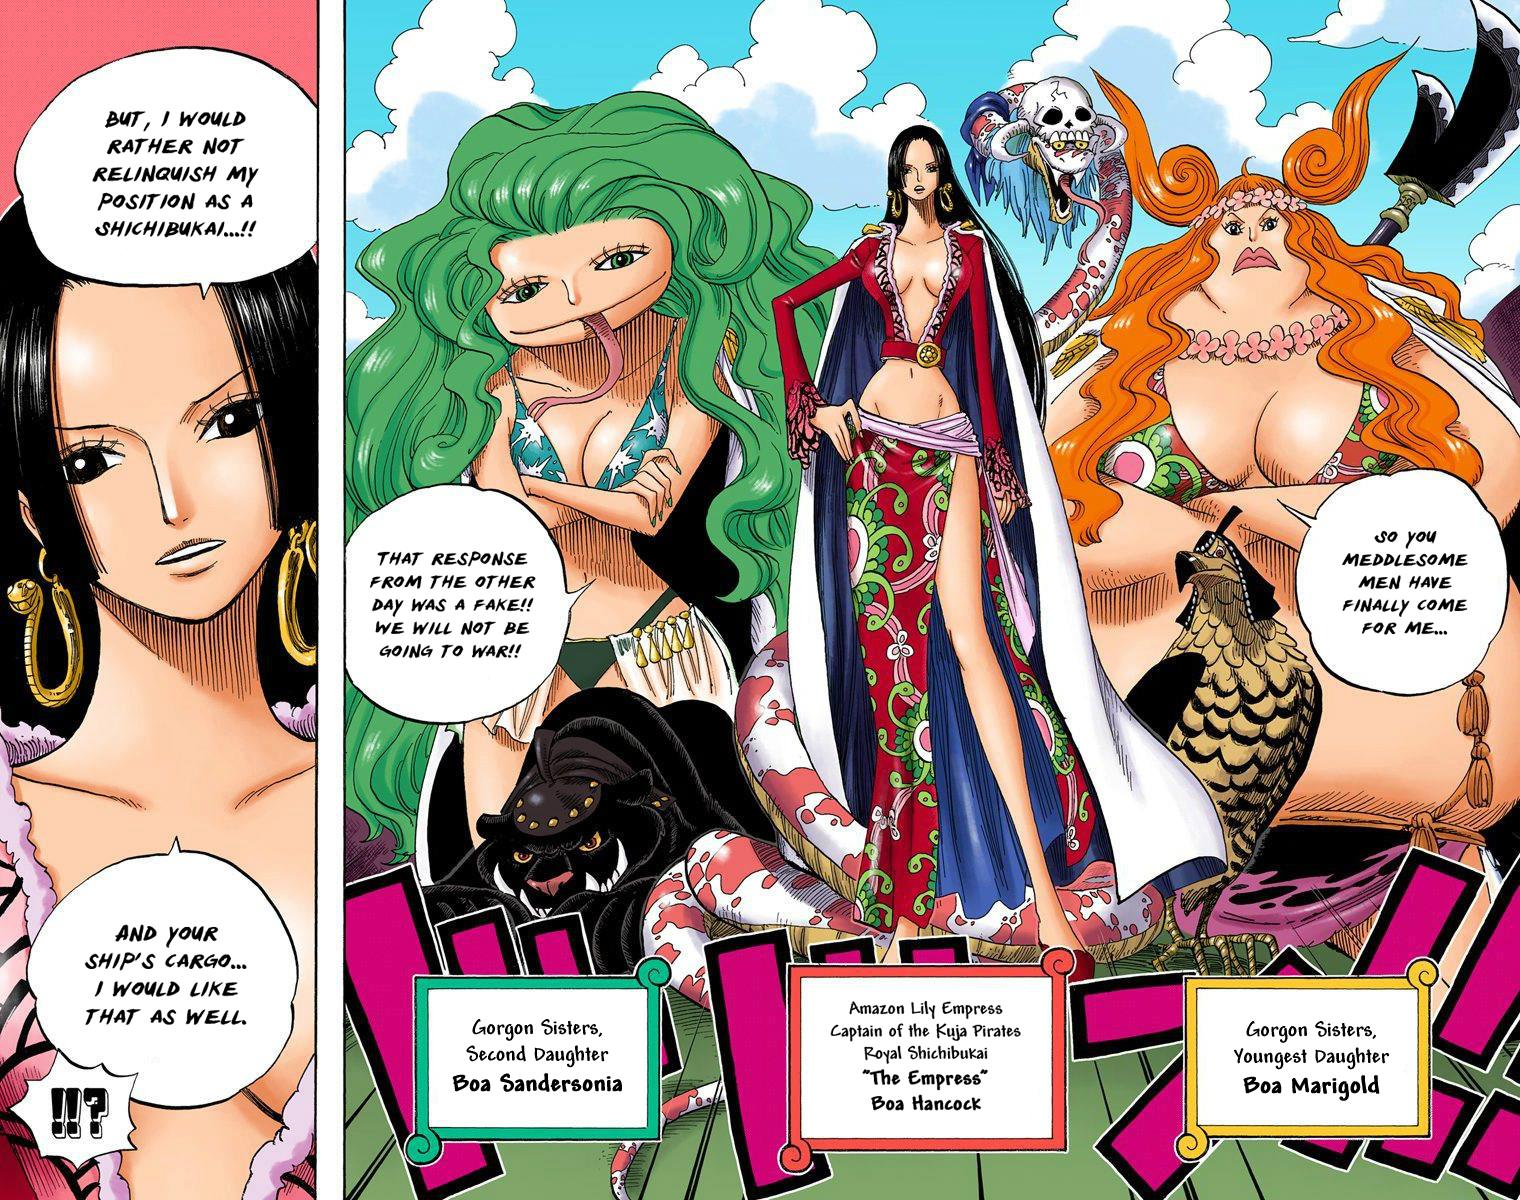 SO YOU
MEDDLESOME
MEN HAVE
FINALLY COME
FOR ME...
THAT RESPONSE
FROM THE OTHER
DAY WAS A FAKE!!
WE WILL NOT BE
GOING TO WAR!!
Gorgon Sisters,
Youngest Daughter
Boa Marigold
Amazon Lily Empress
Captain of the Kuja Pirates
Royal Shichibukai
"The Empress"
Boa Hancock
Gorgon Sisters,
Second Daughter
Boa Sandersonia
BUT, I WOULD
RATHER NOT
RELINQUISH MY
POSITION AS A
SHICHIBUKAI...!!
AND YOUR
SHIP'S CARGO...
I WOULD LIKE
THAT AS WELL.
!!?